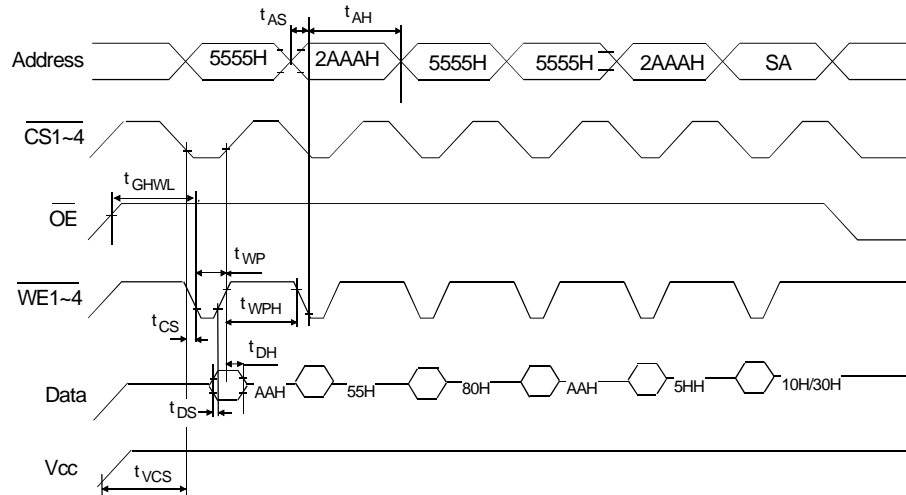 tAS tAH
Address 5555H 2AAAH 5555H 5555H 2AAAH SA
CS1~4
tGHWL
OE
tWP
WE1~4
tWPH
tCS
tDH
Data AAH 55H 80H AAH 5HH 10H/30H
tDS
Vcc
tVCS